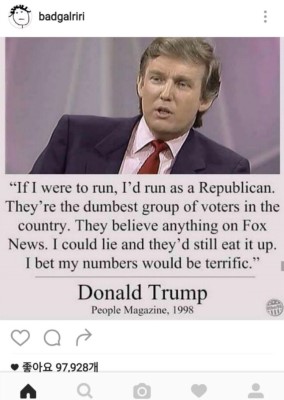 badgalriri
“If I were to run, I’d run as a Republican.
They’re the dumbest group of voters in the
country. They believe anything on Fox
News. I could lie and they’d still eat it up.
I bet my numbers would be terrific.”
Donald Trump
People Magazine, 1998
좋아요 97,928개